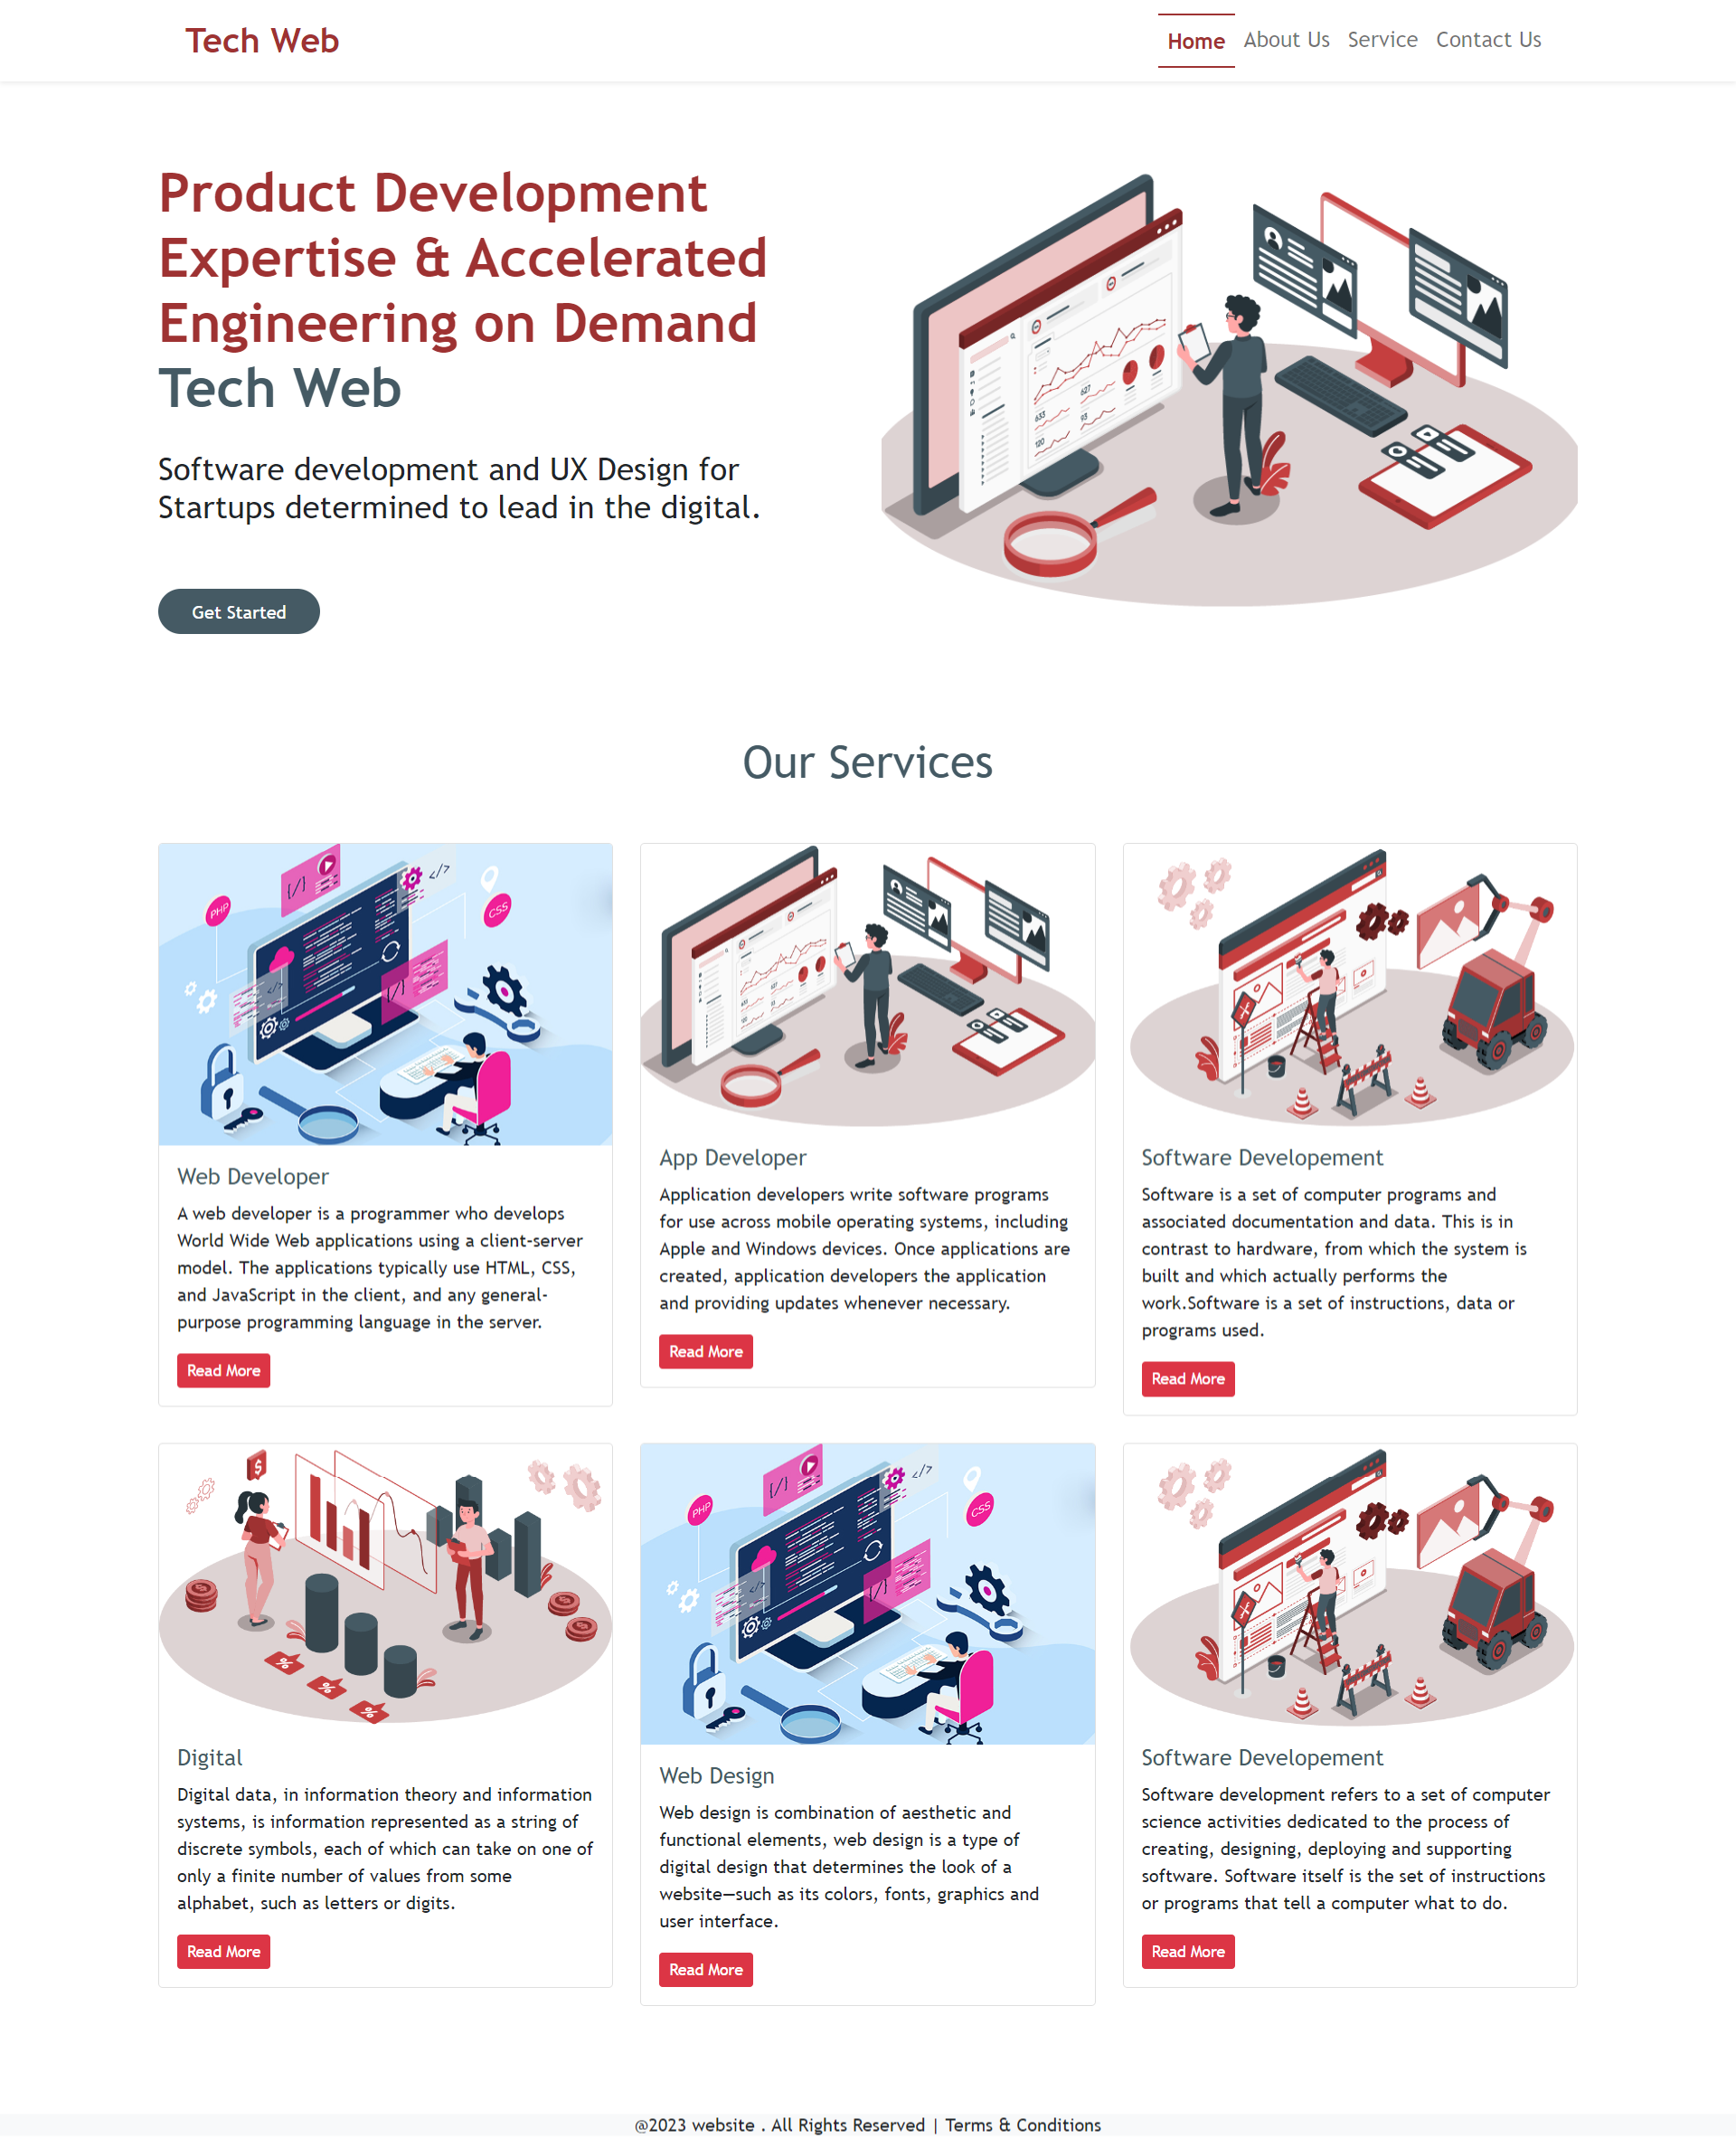 Tech Web
Home
About Us
Service
Contact Us
Product Development
Expertise & Accelerated
Engineering on Demand
Tech Web
Software development and UX Design for
Startups determined to lead in the digital.
Get Started
633
627
120
93
Our Services
PHP
</>
CSS
Web Developer
A web developer is a programmer who develops
World Wide Web applications using a client-server
model. The applications typically use HTML, CSS,
and JavaScript in the client, and any general-
purpose programming language in the server.
Read More
App Developer
Application developers write software programs
for use across mobile operating systems, including
Apple and Windows devices. Once applications are
created, application developers the application
and providing updates whenever necessary.
Read More
Software Developement
Software is a set of computer programs and
associated documentation and data. This is in
contrast to hardware, from which the system is
built and which actually performs the
work.Software is a set of instructions, data or
programs used.
Read More
$
%
%
%
Digital
Digital data, in information theory and information
systems, is information represented as a string of
discrete symbols, each of which can take on one of
only a finite number of values from some
alphabet, such as letters or digits.
Read More
PHP
</>
CSS
Web Design
Web design is combination of aesthetic and
functional elements, web design is a type of
digital design that determines the look of a
website—such as its colors, fonts, graphics and
user interface.
Read More
Software Developement
Software development refers to a set of computer
science activities dedicated to the process of
creating, designing, deploying and supporting
software. Software itself is the set of instructions
or programs that tell a computer what to do.
Read More
@2023 website . All Rights Reserved | Terms & Conditions